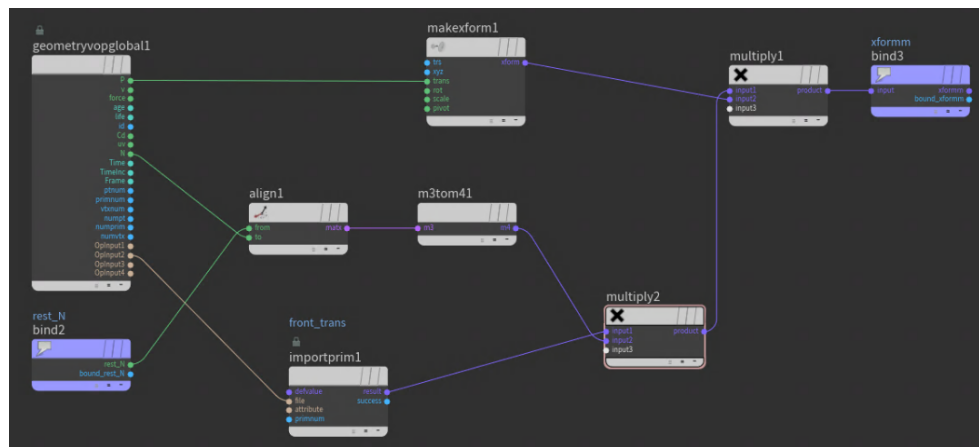 geometryvopglobal1
P
v
force
age
life
id
Cd
uv
N
Time
TimeInc
Frame
ptnum
primnum
vtxnum
numpt
numprim
numvtx
OpInput1
OpInput2
OpInput3
OpInput4
rest_N
bind2
rest_N
bound_rest_N
align1
from
to
matx
front_trans
importprim1
defvalue
file
attribute
primnum
result
success
makexform1
trs
xyz
trans
rot
scale
pivot
xform
m3tom41
m3
m4
multiply2
input1
input2
input3
product
multiply1
input1
input2
input3
product
xformm
bind3
input
xformm
bound_xformm